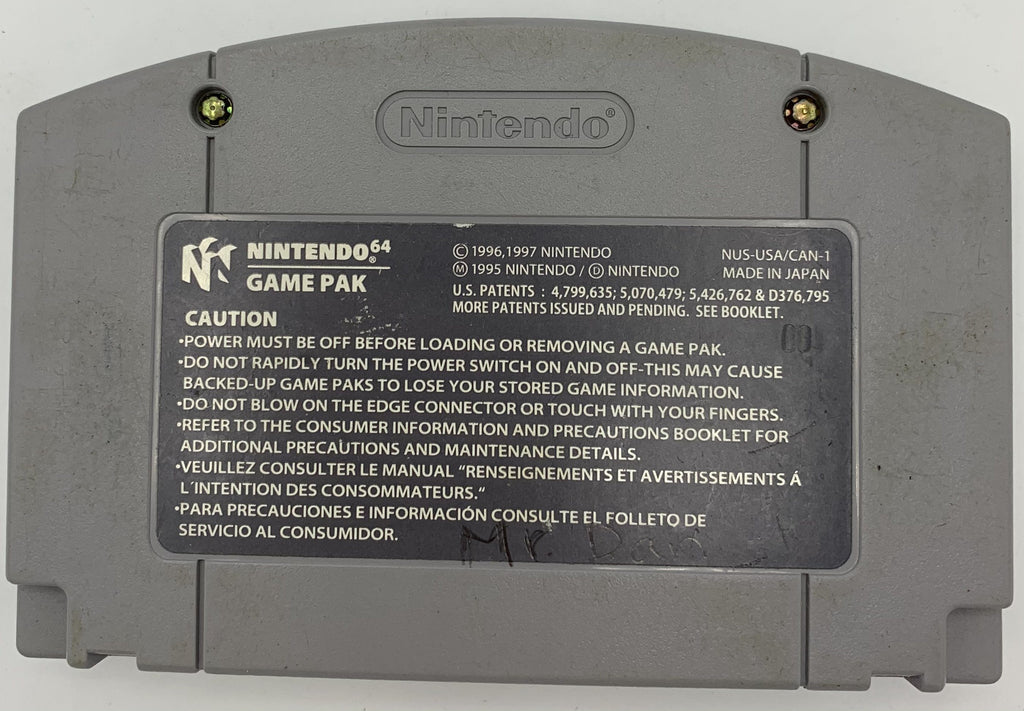 Nintendo®
NINTENDO64®
GAME PAK
© 1996,1997 NINTENDO
Ⓜ 1995 NINTENDO / Ⓓ NINTENDO
NUS-USA/CAN-1
MADE IN JAPAN
U.S. PATENTS : 4,799,635; 5,070,479; 5,426,762 & D376,795
MORE PATENTS ISSUED AND PENDING. SEE BOOKLET.
CAUTION
•POWER MUST BE OFF BEFORE LOADING OR REMOVING A GAME PAK.
•DO NOT RAPIDLY TURN THE POWER SWITCH ON AND OFF-THIS MAY CAUSE
BACKED-UP GAME PAKS TO LOSE YOUR STORED GAME INFORMATION.
•DO NOT BLOW ON THE EDGE CONNECTOR OR TOUCH WITH YOUR FINGERS.
•REFER TO THE CONSUMER INFORMATION AND PRECAUTIONS BOOKLET FOR
ADDITIONAL PRECAUTIONS AND MAINTENANCE DETAILS.
•VEUILLEZ CONSULTER LE MANUAL “RENSEIGNEMENTS ET AVERTISSEMENTS Á
L´INTENTION DES CONSOMMATEURS.“
•PARA PRECAUCIONES E INFORMACIÓN CONSULTE EL FOLLETO DE
SERVICIO AL CONSUMIDOR.
Mr. Dan